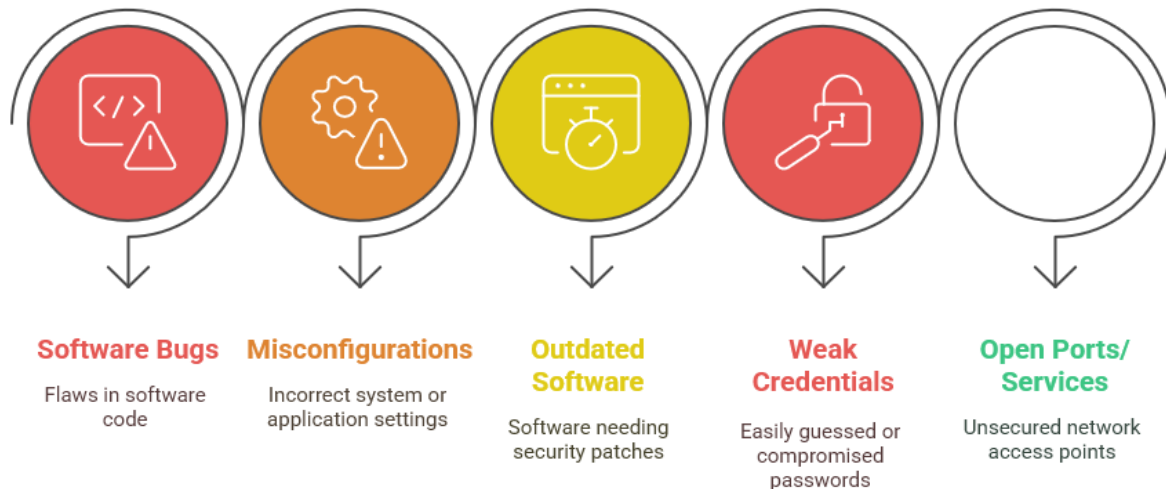 Software Bugs
Flaws in software
code
Misconfigurations
Incorrect system or
application settings
Outdated
Software
Software needing
security patches
Weak
Credentials
Easily guessed or
compromised
passwords
Open Ports/
Services
Unsecured network
access points